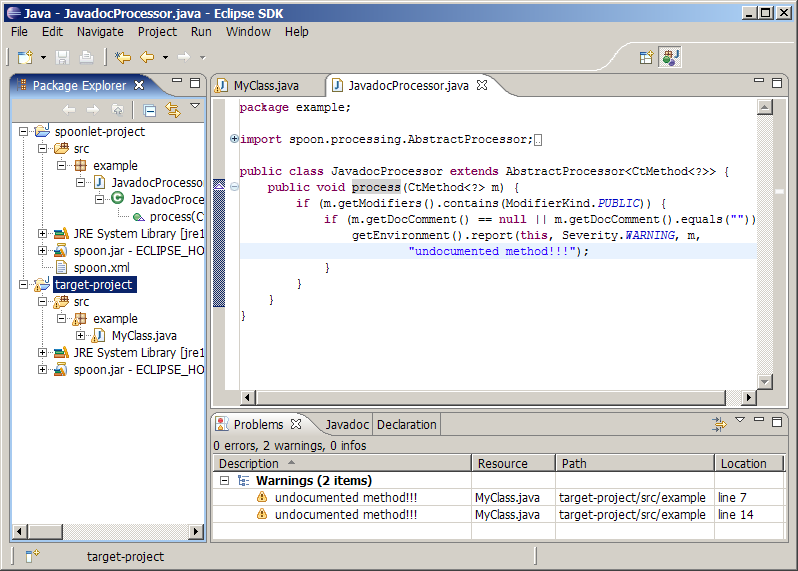 Java - JavadocProcessor.java - Eclipse SDK
File Edit Navigate Project Run Window Help
Package Explorer
spoonlet-project
src
example
JavadocProcessor
JavadocProce
process(C
JRE System Library [jre1
spoon.jar - ECLIPSE_HO
spoon.xml
target-project
src
example
MyClass.java
JRE System Library [jre1
spoon.jar - ECLIPSE_HO
MyClass.java JavadocProcessor.java
package example;
import spoon.processing.AbstractProcessor;
public class JavadocProcessor extends AbstractProcessor<CtMethod<?>> {
public void process(CtMethod<?> m) {
if (m.getModifiers().contains(ModifierKind.PUBLIC)) {
if (m.getDocComment() == null || m.getDocComment().equals(""))
getEnvironment().report(this, Severity.WARNING, m,
"undocumented method!!!");
}
}
}
}
Problems Javadoc Declaration
0 errors, 2 warnings, 0 infos
Description Resource Path Location
Warnings (2 items)
undocumented method!!! MyClass.java target-project/src/example line 7
undocumented method!!! MyClass.java target-project/src/example line 14
target-project